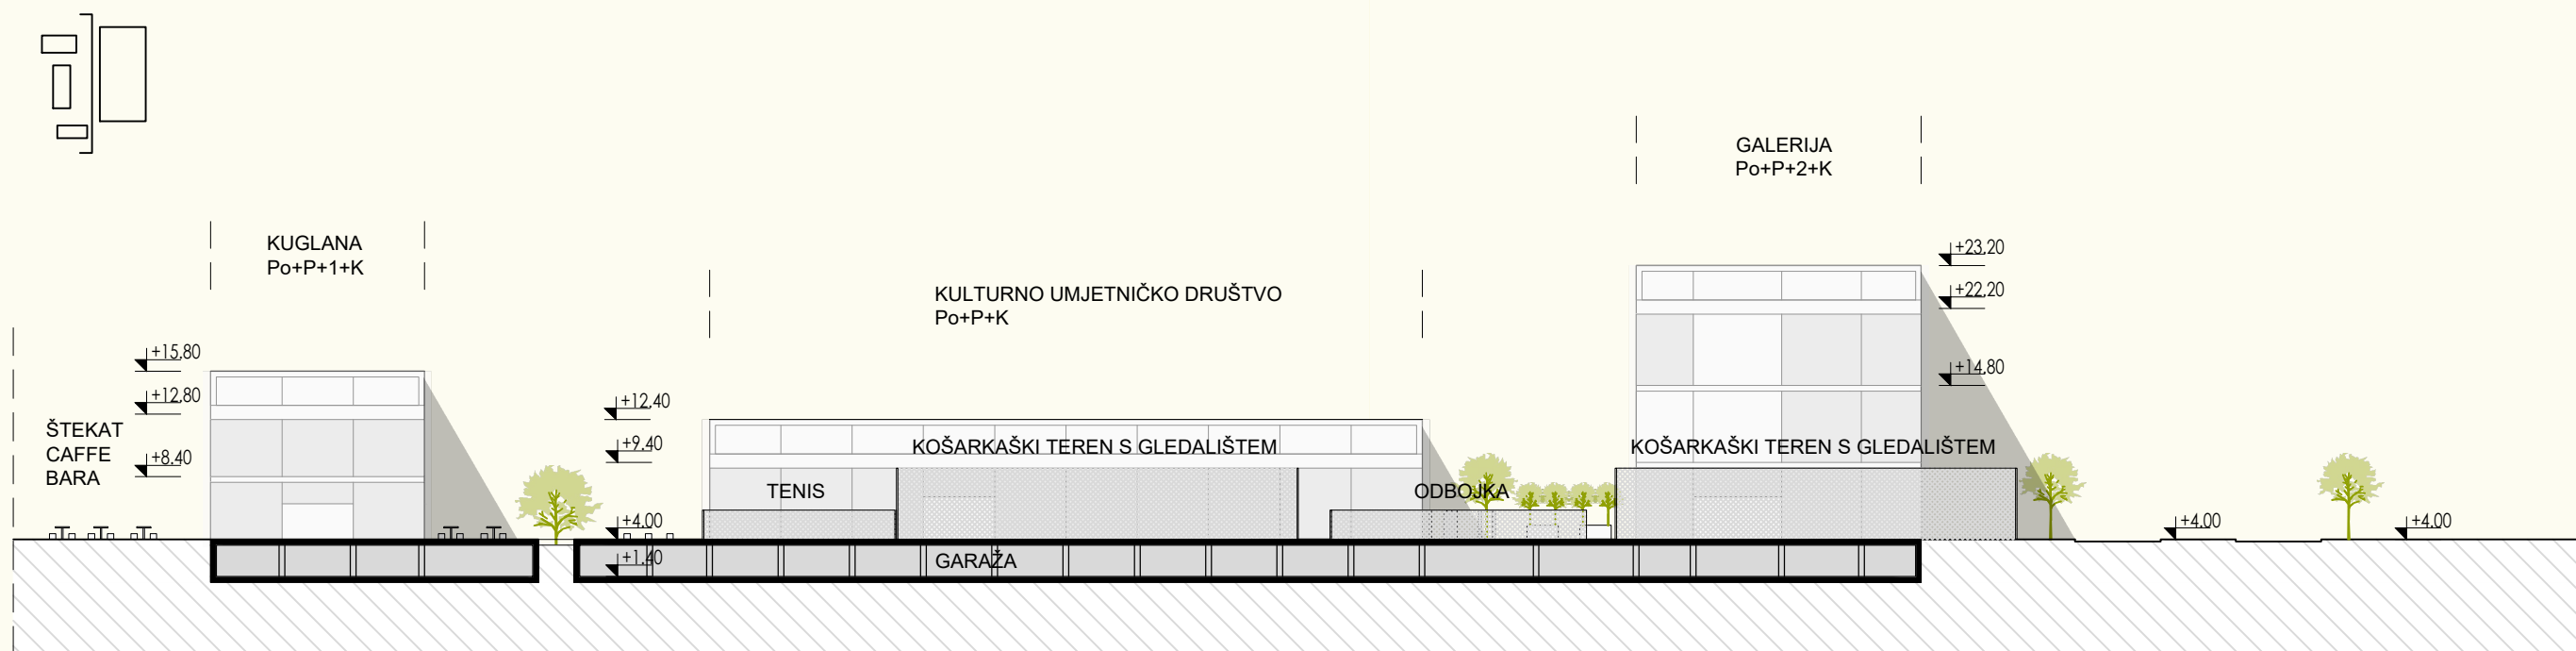 GALERIJA
Po+P+2+K
KUGLANA
Po+P+1+K
KULTURNO UMJETNIČKO DRUŠTVO
Po+P+K
+23.20
+22.20
+14.80
+15.80
+12.80
+8.40
ŠTEKAT
CAFFE
BARA
+12.40
+9.40
+4.00
+1.40
KOŠARKAŠKI TEREN S GLEDALIŠTEM
KOŠARKAŠKI TEREN S GLEDALIŠTEM
TENIS
ODBOJKA
+4.00
+4.00
GARAŽA